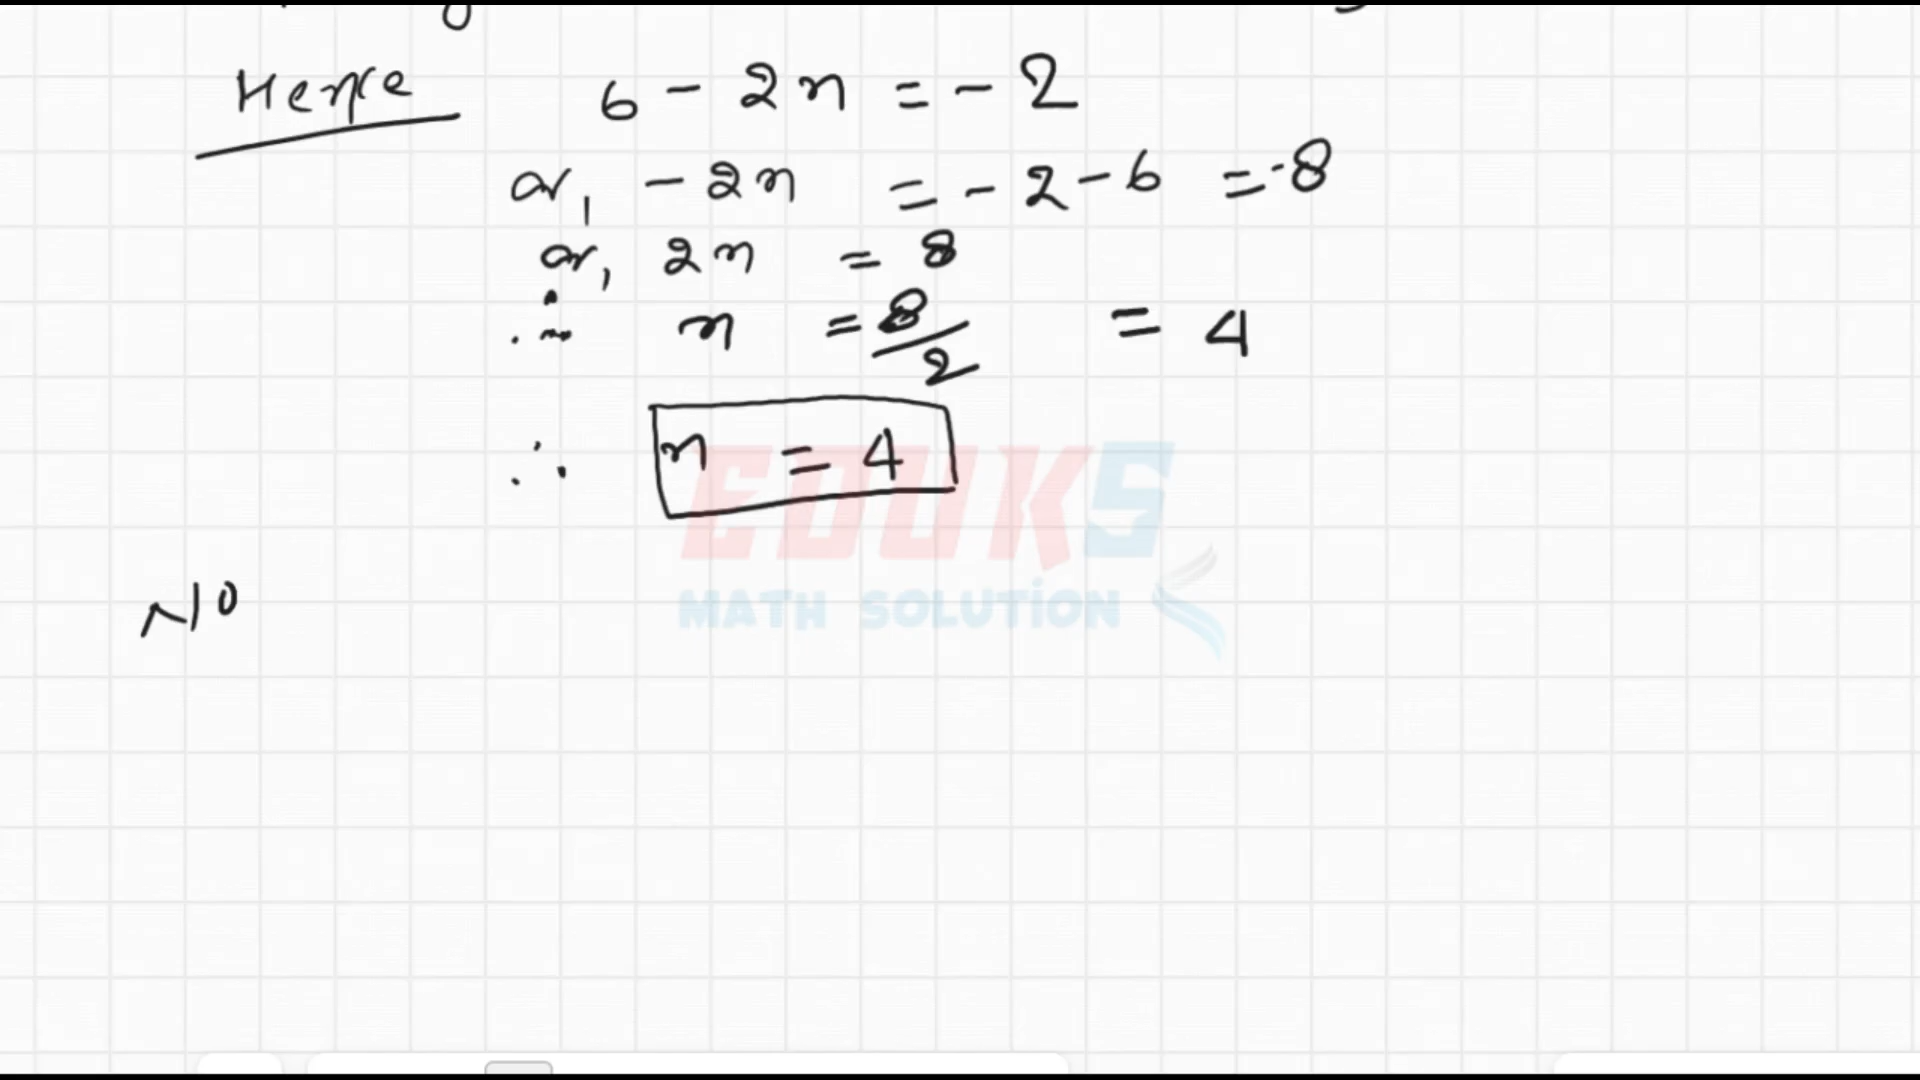 Hence 6 - 2n = - 2
or, - 2n = - 2 - 6 = -8
or, 2n = 8
∴ n = 8/2 = 4
∴ n = 4
EDUKS
MATH SOLUTION